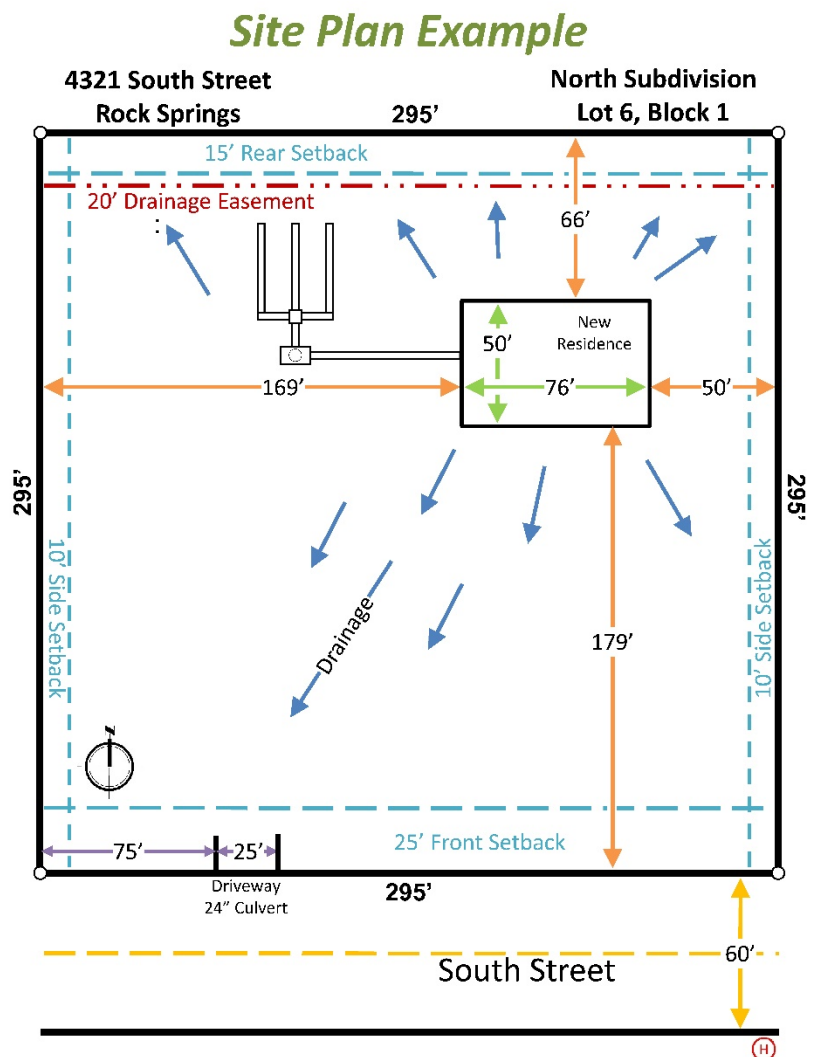 Site Plan Example
4321 South Street
Rock Springs
North Subdivision
Lot 6, Block 1
295’
15’ Rear Setback
20’ Drainage Easement
66’
New
Residence
50’
169’
76’
50’
295’
295’
10’ Side Setback
10’ Side Setback
Drainage
179’
N
25’ Front Setback
75’
25’
Driveway
24” Culvert
295’
60’
South Street
H